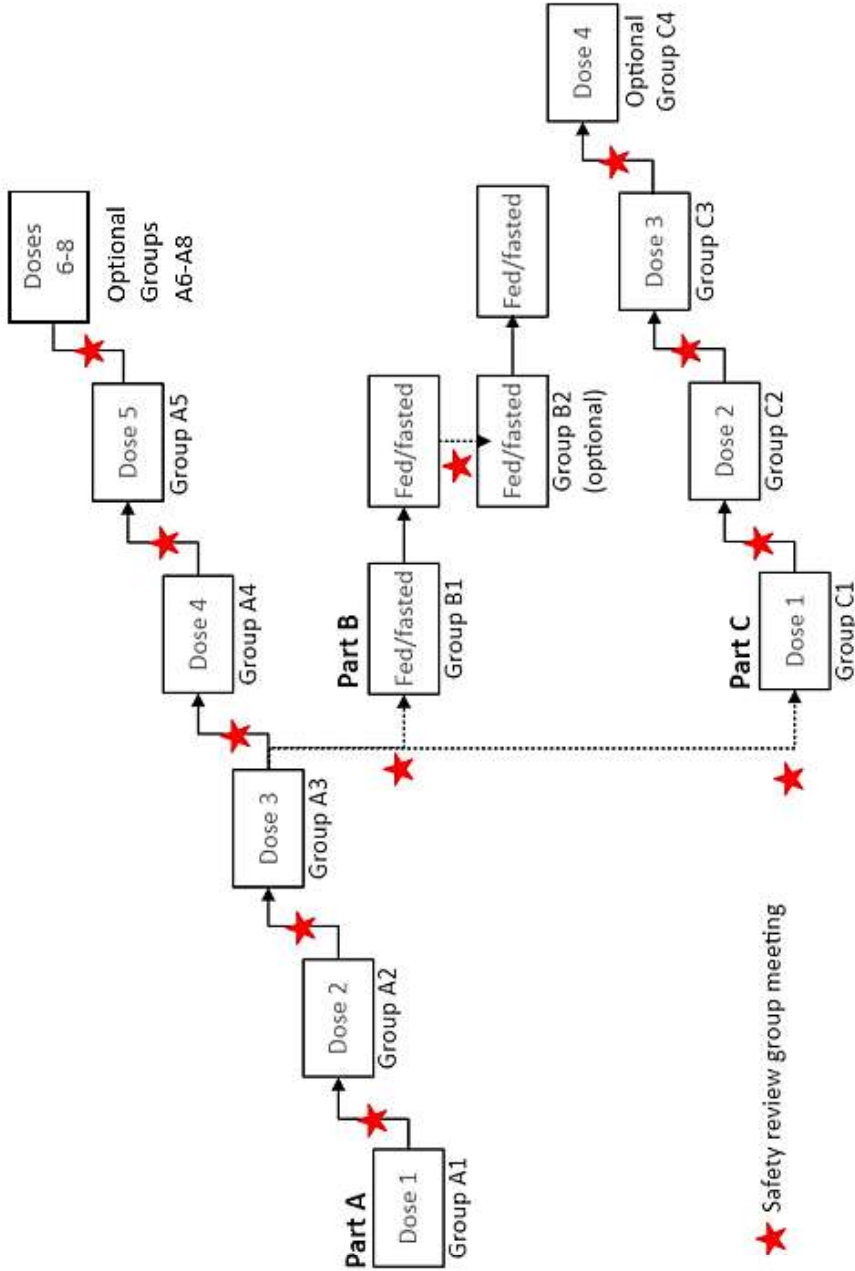 Part A
Dose 1
Group A1
Dose 2
Group A2
Dose 3
Group A3
Dose 4
Group A4
Dose 5
Group A5
Doses
6-8
Optional
Groups
A6-A8
Part B
Fed/fasted
Group B1
Fed/fasted
Fed/fasted
Group B2
(optional)
Fed/fasted
Part C
Dose 1
Group C1
Dose 2
Group C2
Dose 3
Group C3
Dose 4
Optional
Group C4
Safety review group meeting